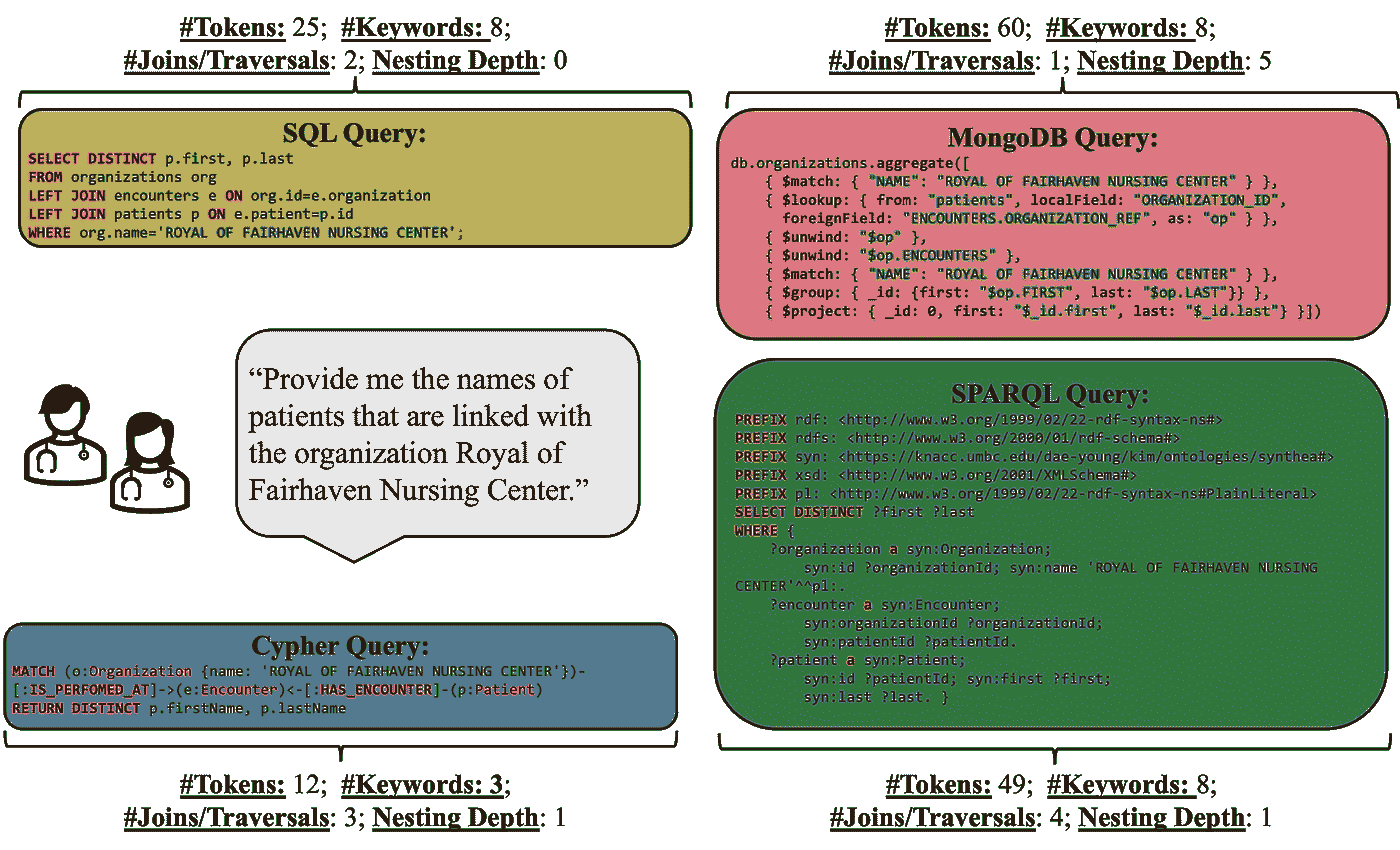 #Tokens: 25;  #Keywords: 8;
#Joins/Traversals: 2; Nesting Depth: 0
SQL Query:
SELECT DISTINCT p.first, p.last
FROM organizations org
LEFT JOIN encounters e ON org.id=e.organization
LEFT JOIN patients p ON e.patient=p.id
WHERE org.name='ROYAL OF FAIRHAVEN NURSING CENTER';
#Tokens: 60;  #Keywords: 8;
#Joins/Traversals: 1; Nesting Depth: 5
MongoDB Query:
db.organizations.aggregate([
{ $match: { "NAME": "ROYAL OF FAIRHAVEN NURSING CENTER" } },
{ $lookup: { from: "patients", localField: "ORGANIZATION_ID",
foreignField: "ENCOUNTERS.ORGANIZATION_REF", as: "op" } },
{ $unwind: "$op" },
{ $unwind: "$op.ENCOUNTERS" },
{ $match: { "NAME": "ROYAL OF FAIRHAVEN NURSING CENTER" } },
{ $group: { _id: {first: "$op.FIRST", last: "$op.LAST"}} },
{ $project: { _id: 0, first: "$_id.first", last: "$_id.last"} }])
“Provide me the names of
patients that are linked with
the organization Royal of
Fairhaven Nursing Center.”
SPARQL Query:
PREFIX rdf: <http://www.w3.org/1999/02/22-rdf-syntax-ns#>
PREFIX rdfs: <http://www.w3.org/2000/01/rdf-schema#>
PREFIX syn: <https://knacc.umbc.edu/dae-young/kim/ontologies/synthea#>
PREFIX xsd: <http://www.w3.org/2001/XMLSchema#>
PREFIX pl: <http://www.w3.org/1999/02/22-rdf-syntax-ns#PlainLiteral>
SELECT DISTINCT ?first ?last
WHERE {
?organization a syn:Organization;
syn:id ?organizationId; syn:name 'ROYAL OF FAIRHAVEN NURSING
CENTER'^^pl:.
?encounter a syn:Encounter;
syn:organizationId ?organizationId;
syn:patientId ?patientId.
?patient a syn:Patient;
syn:id ?patientId; syn:first ?first;
syn:last ?last. }
Cypher Query:
MATCH (o:Organization {name: 'ROYAL OF FAIRHAVEN NURSING CENTER'})-
[:IS_PERFOMED_AT]->(e:Encounter)<-[:HAS_ENCOUNTER]-(p:Patient)
RETURN DISTINCT p.firstName, p.lastName
#Tokens: 12;  #Keywords: 3;
#Joins/Traversals: 3; Nesting Depth: 1
#Tokens: 49;  #Keywords: 8;
#Joins/Traversals: 4; Nesting Depth: 1